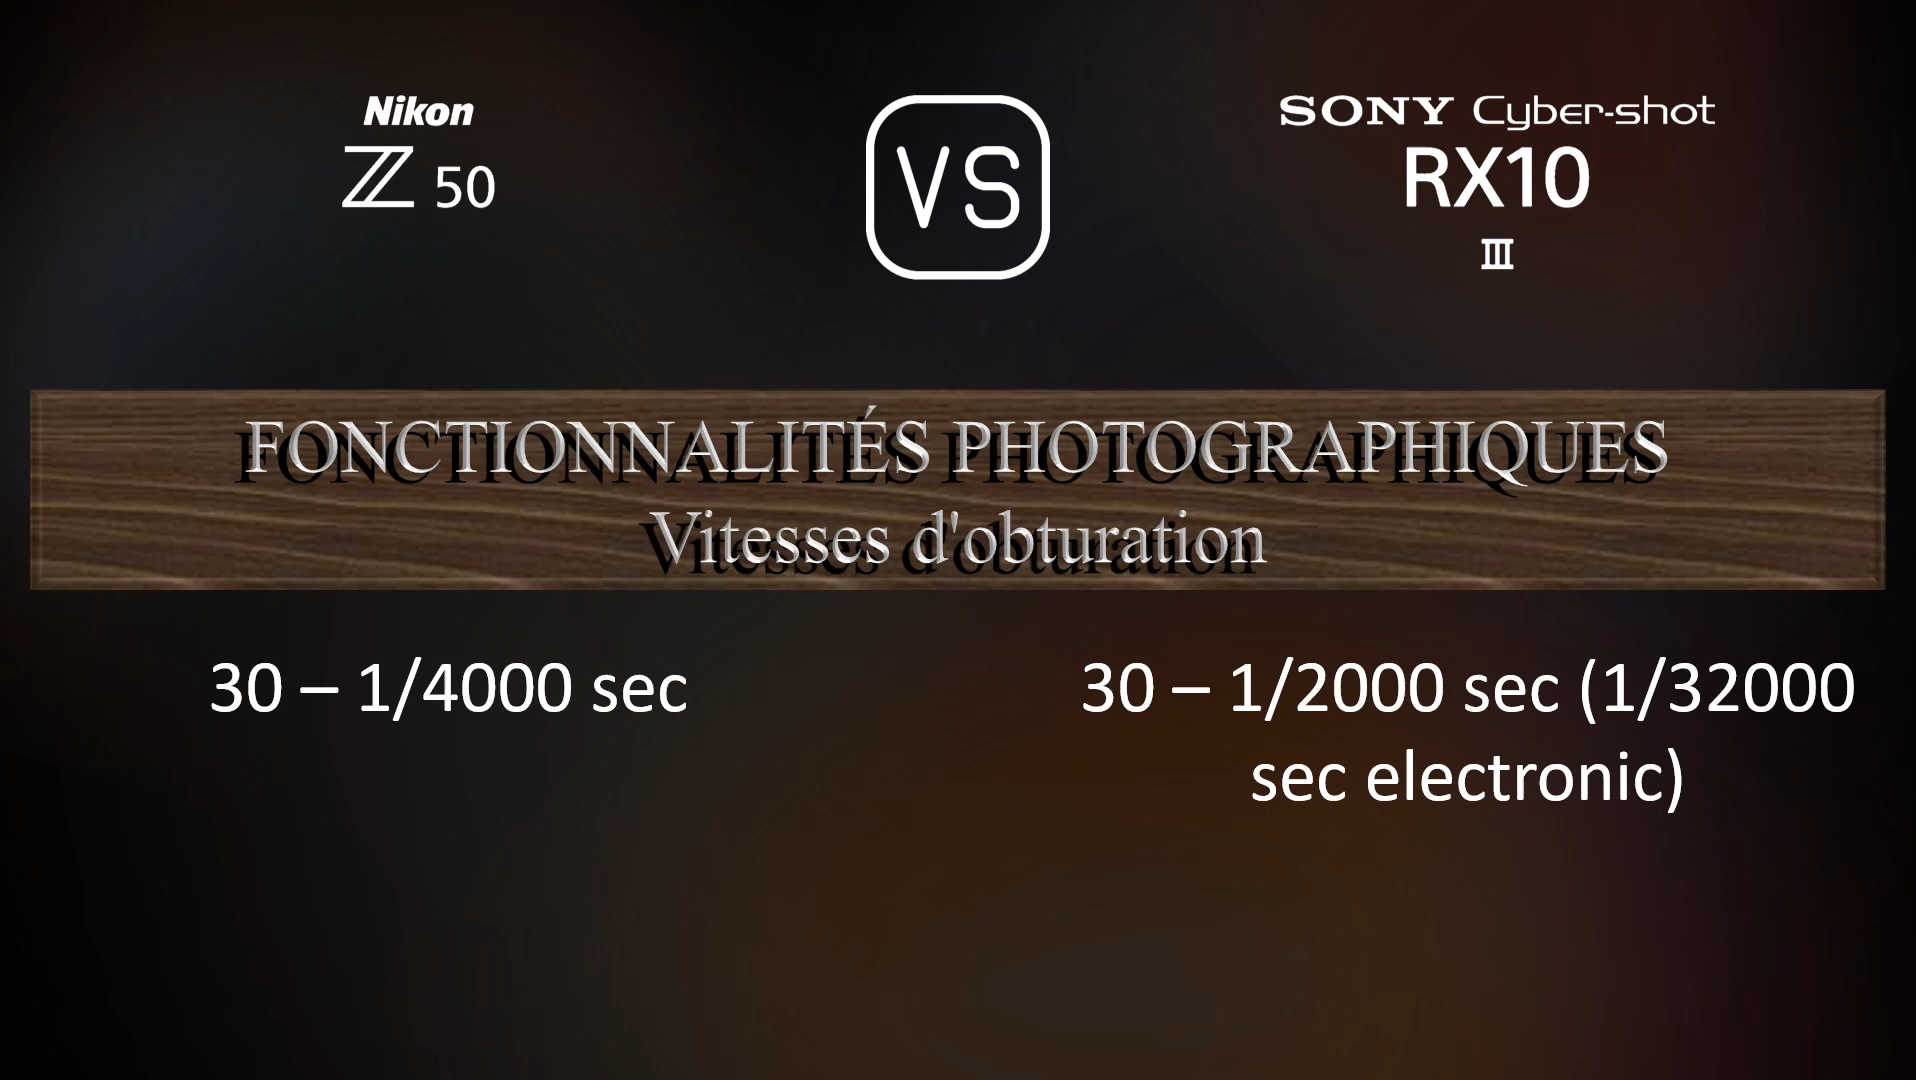 Nikon
Z 50
VS
SONY Cyber-shot
RX10
III
FONCTIONNALITÉS PHOTOGRAPHIQUES
Vitesses d'obturation
30 – 1/4000 sec
30 – 1/2000 sec (1/32000
sec electronic)